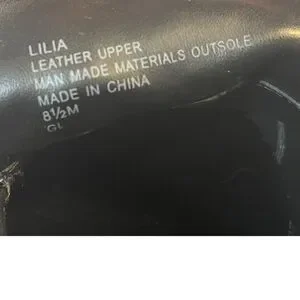 LILIA
LEATHER UPPER
MAN MADE MATERIALS OUTSOLE
MADE IN CHINA
8½M
GL